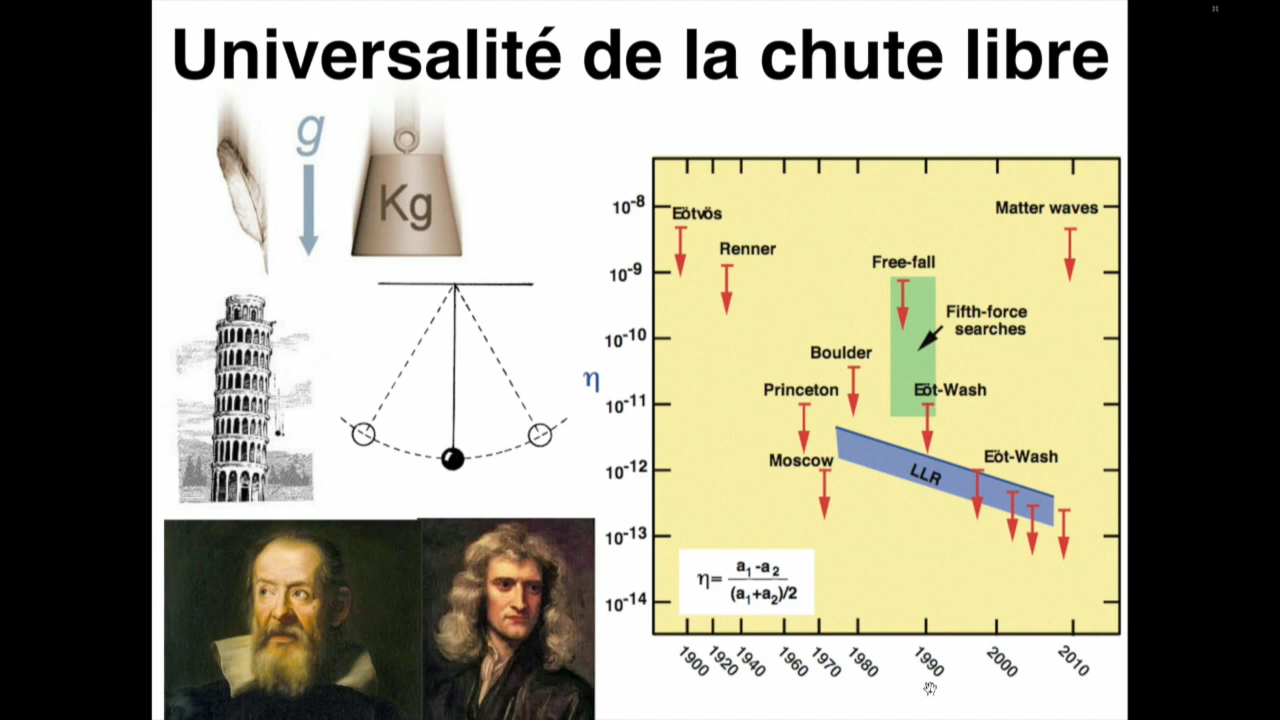 Universalité de la chute libre
g
Kg
η
10-8
10-9
10-10
10-11
10-12
10-13
10-14
Eötvös
Renner
Free-fall
Matter waves
Fifth-force
searches
Boulder
Princeton
Eöt-Wash
Moscow
Eöt-Wash
LLR
η= a1-a2
(a1+a2)/2
1900
1920
1940
1960
1970
1980
1990
2000
2010